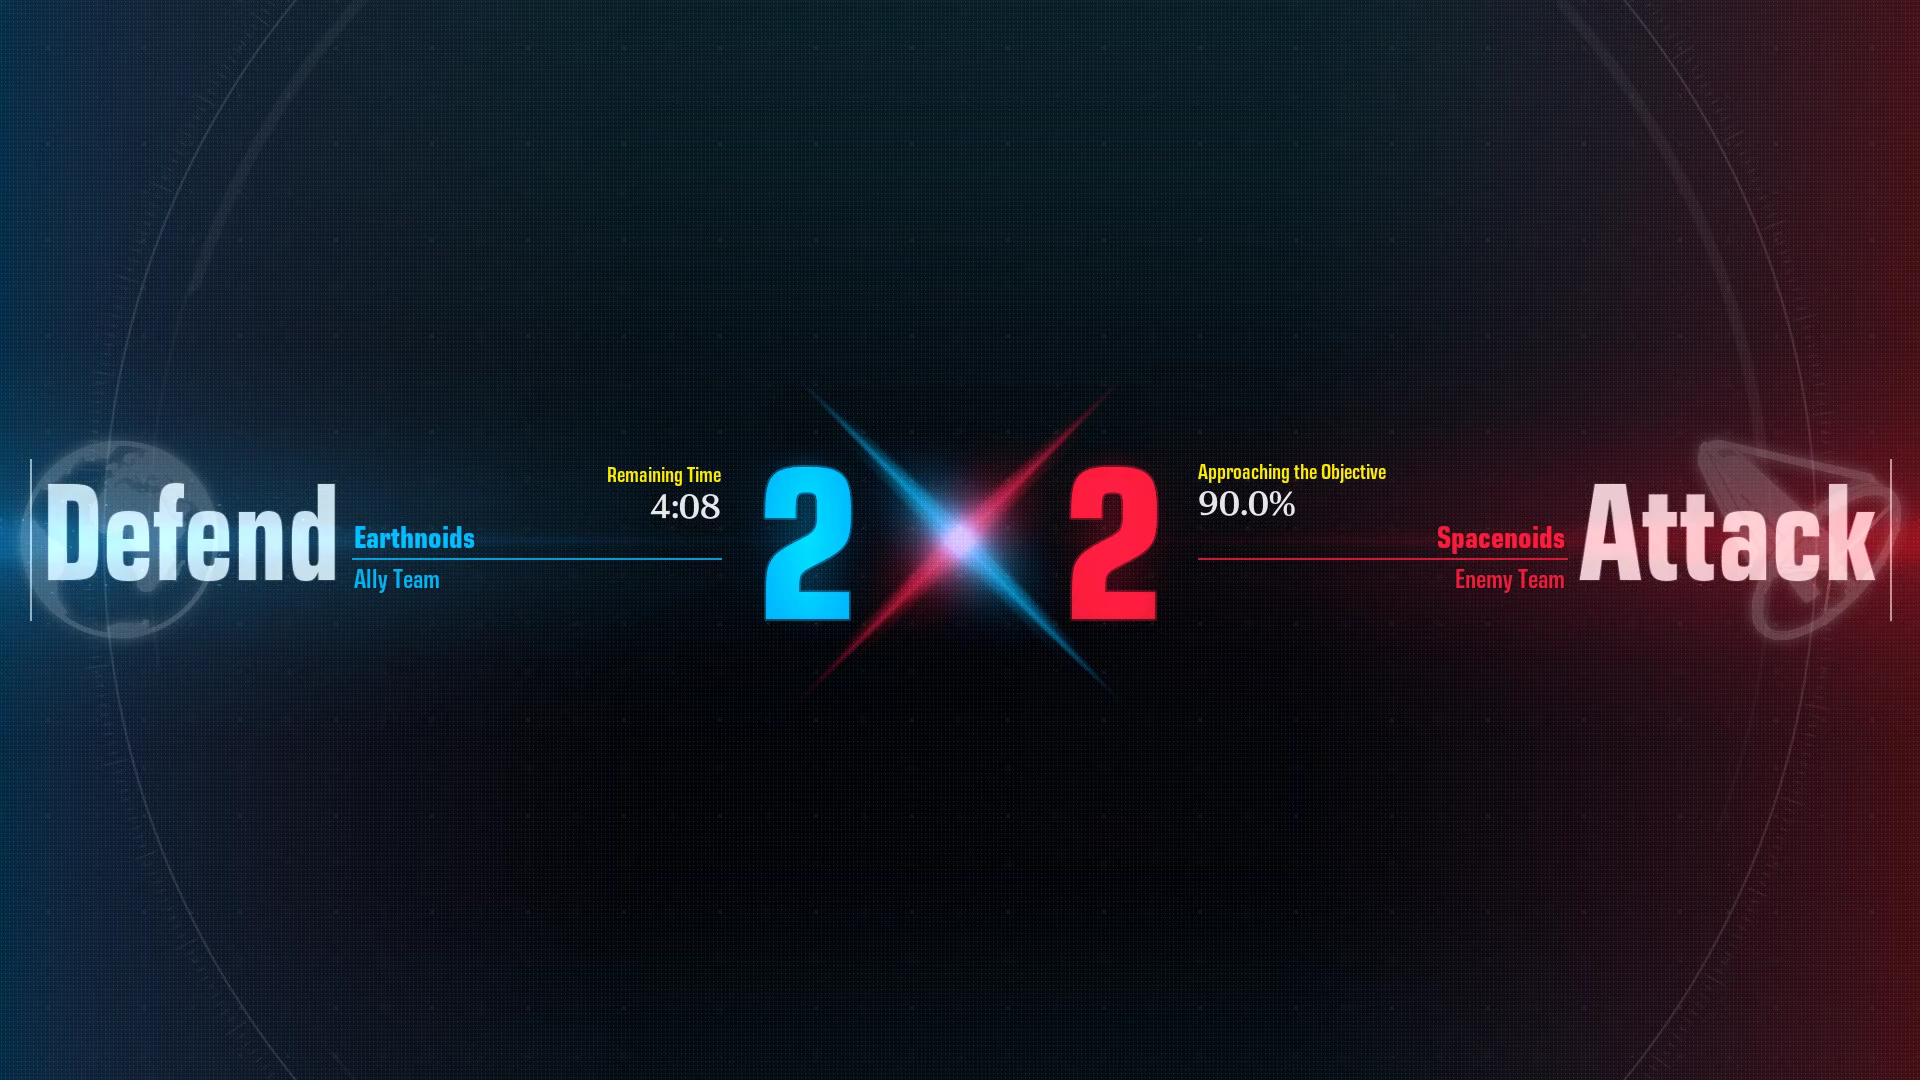 Defend
Earthnoids
Ally Team
Remaining Time
4:08
2
2
Approaching the Objective
90.0%
Spacenoids
Enemy Team
Attack